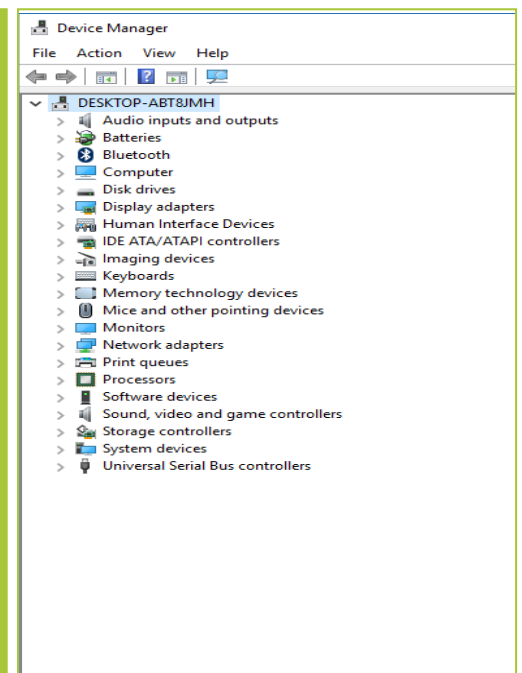 Device Manager
File Action View Help
DESKTOP-ABT8JMH
Audio inputs and outputs
Batteries
Bluetooth
Computer
Disk drives
Display adapters
Human Interface Devices
IDE ATA/ATAPI controllers
Imaging devices
Keyboards
Memory technology devices
Mice and other pointing devices
Monitors
Network adapters
Print queues
Processors
Software devices
Sound, video and game controllers
Storage controllers
System devices
Universal Serial Bus controllers